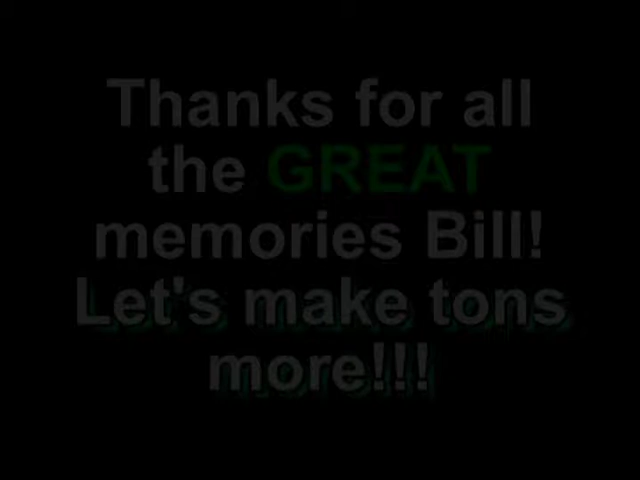 Thanks for all
the GREAT
memories Bill!
Let's make tons
more!!!